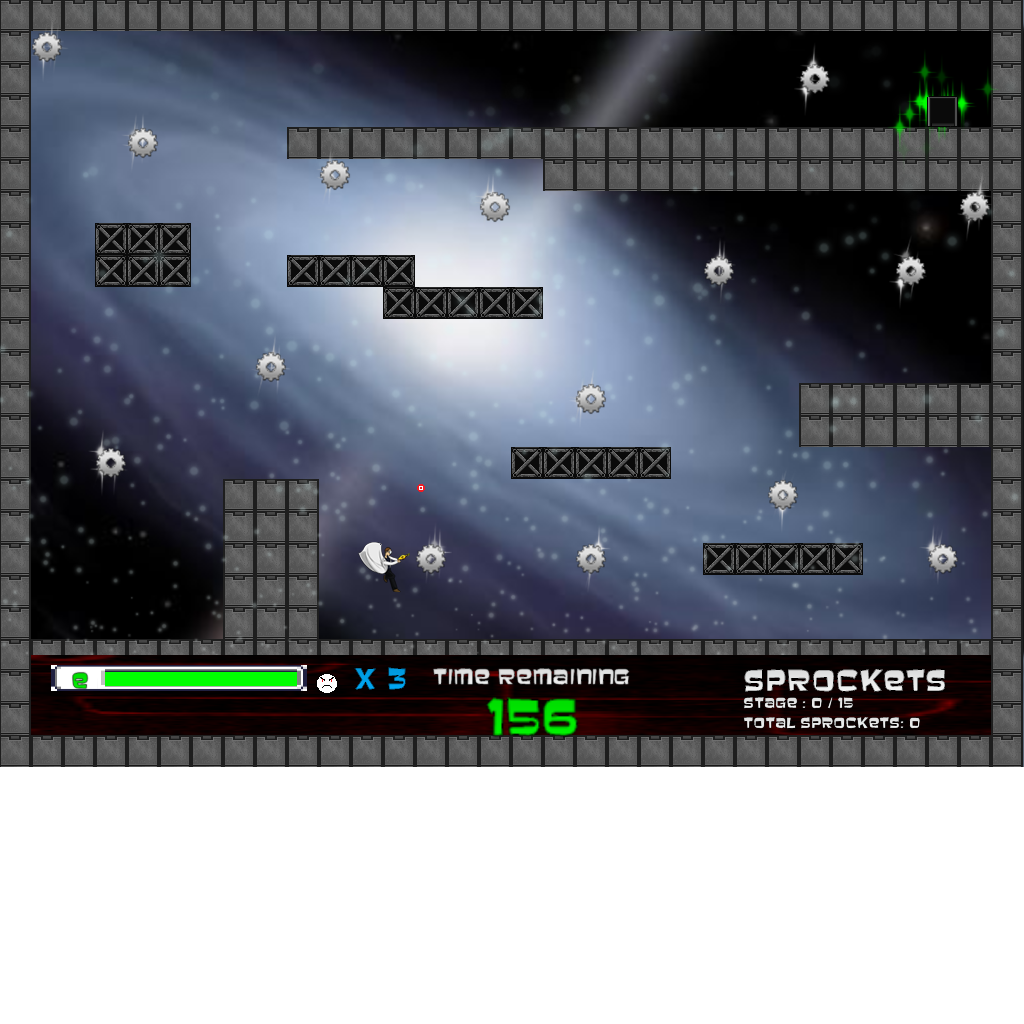 e
X 3
Time Remaining
156
SPROCKETS
STAGE : 0 / 15
TOTAL SPROCKETS: 0